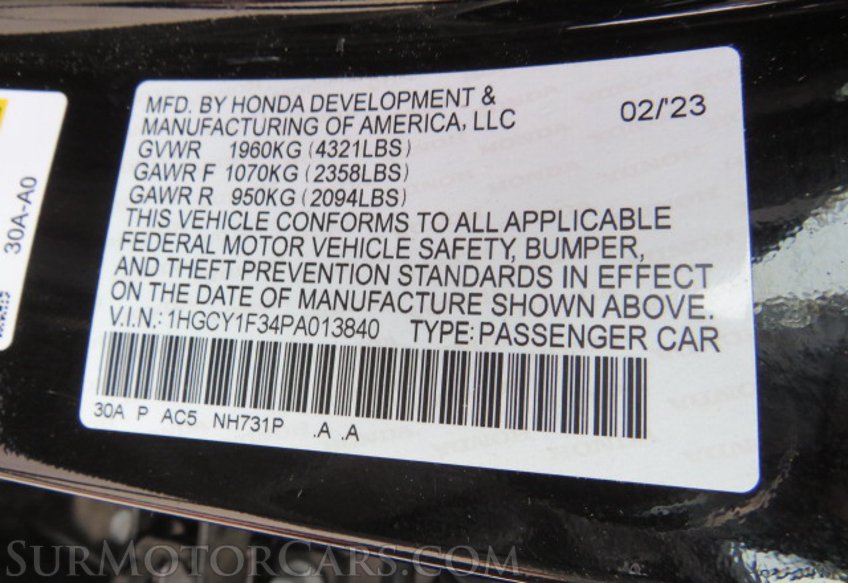 MFD. BY HONDA DEVELOPMENT &
MANUFACTURING OF AMERICA, LLC 02/'23
GVWR 1960KG (4321LBS)
GAWR F 1070KG (2358LBS)
GAWR R 950KG (2094LBS)
THIS VEHICLE CONFORMS TO ALL APPLICABLE
FEDERAL MOTOR VEHICLE SAFETY, BUMPER,
AND THEFT PREVENTION STANDARDS IN EFFECT
ON THE DATE OF MANUFACTURE SHOWN ABOVE.
V.I.N.: 1HGCY1F34PA013840 TYPE: PASSENGER CAR
30A P AC5 NH731P .A .A
30A-A0
SurMotorCars.com